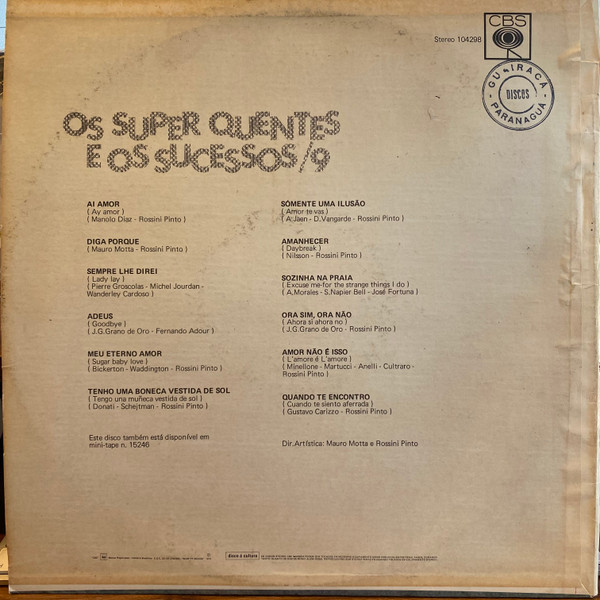 CBS
Stereo 104298
GUAIRACÁ
DISCOS
PARANAGUÁ
OS SUPER QUENTES
E OS SUCESSOS/9
AI AMOR
( Ay amor )
( Manolo Diaz - Rossini Pinto )
DIGA PORQUE
( Mauro Motta - Rossini Pinto )
SEMPRE LHE DIREI
( Lady lay )
( Pierre Groscolas - Michel Jourdan -
Wanderley Cardoso )
ADEUS
( Goodbye )
( J.G.Grano de Oro - Fernando Adour )
MEU ETERNO AMOR
( Sugar baby love )
( Bickerton - Waddington - Rossini Pinto )
TENHO UMA BONECA VESTIDA DE SOL
( Tengo una muñeca vestida de sol )
( Donati - Schejtman - Rossini Pinto )
Este disco também está disponível em
mini-tape n. 15246
SÒMENTE UMA ILUSÃO
( Amor te vas )
( A.Jäen - D.Vangarde - Rossini Pinto )
AMANHECER
( Daybreak )
( Nilsson - Rossini Pinto )
SOZINHA NA PRAIA
( Excuse me-for the strange things I do )
( A.Morales - S.Napier Bell - José Fortuna )
ORA SIM, ORA NÃO
( Ahora sí ahora no )
( J.G.Grano de Oro - Rossini Pinto )
AMOR NÃO É ISSO
( L'amore é L'amore )
( Minellone - Martucci - Anelli - Cultraro -
Rossini Pinto )
QUANDO TE ENCONTRO
( Cuando te siento aferrada )
( Gustavo Carizzo - Rossini Pinto )
Dir.Artística: Mauro Motta e Rossini Pinto
disco é cultura